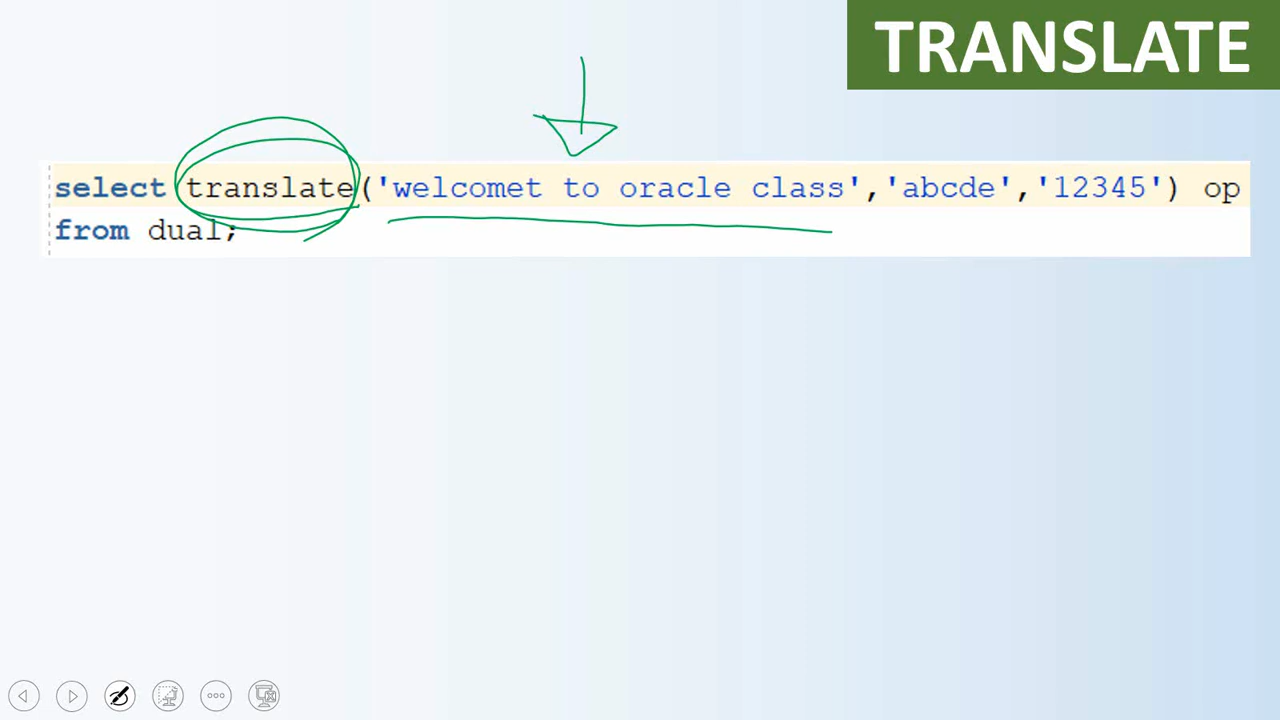 TRANSLATE
select translate('welcomet to oracle class','abcde','12345') op
from dual;